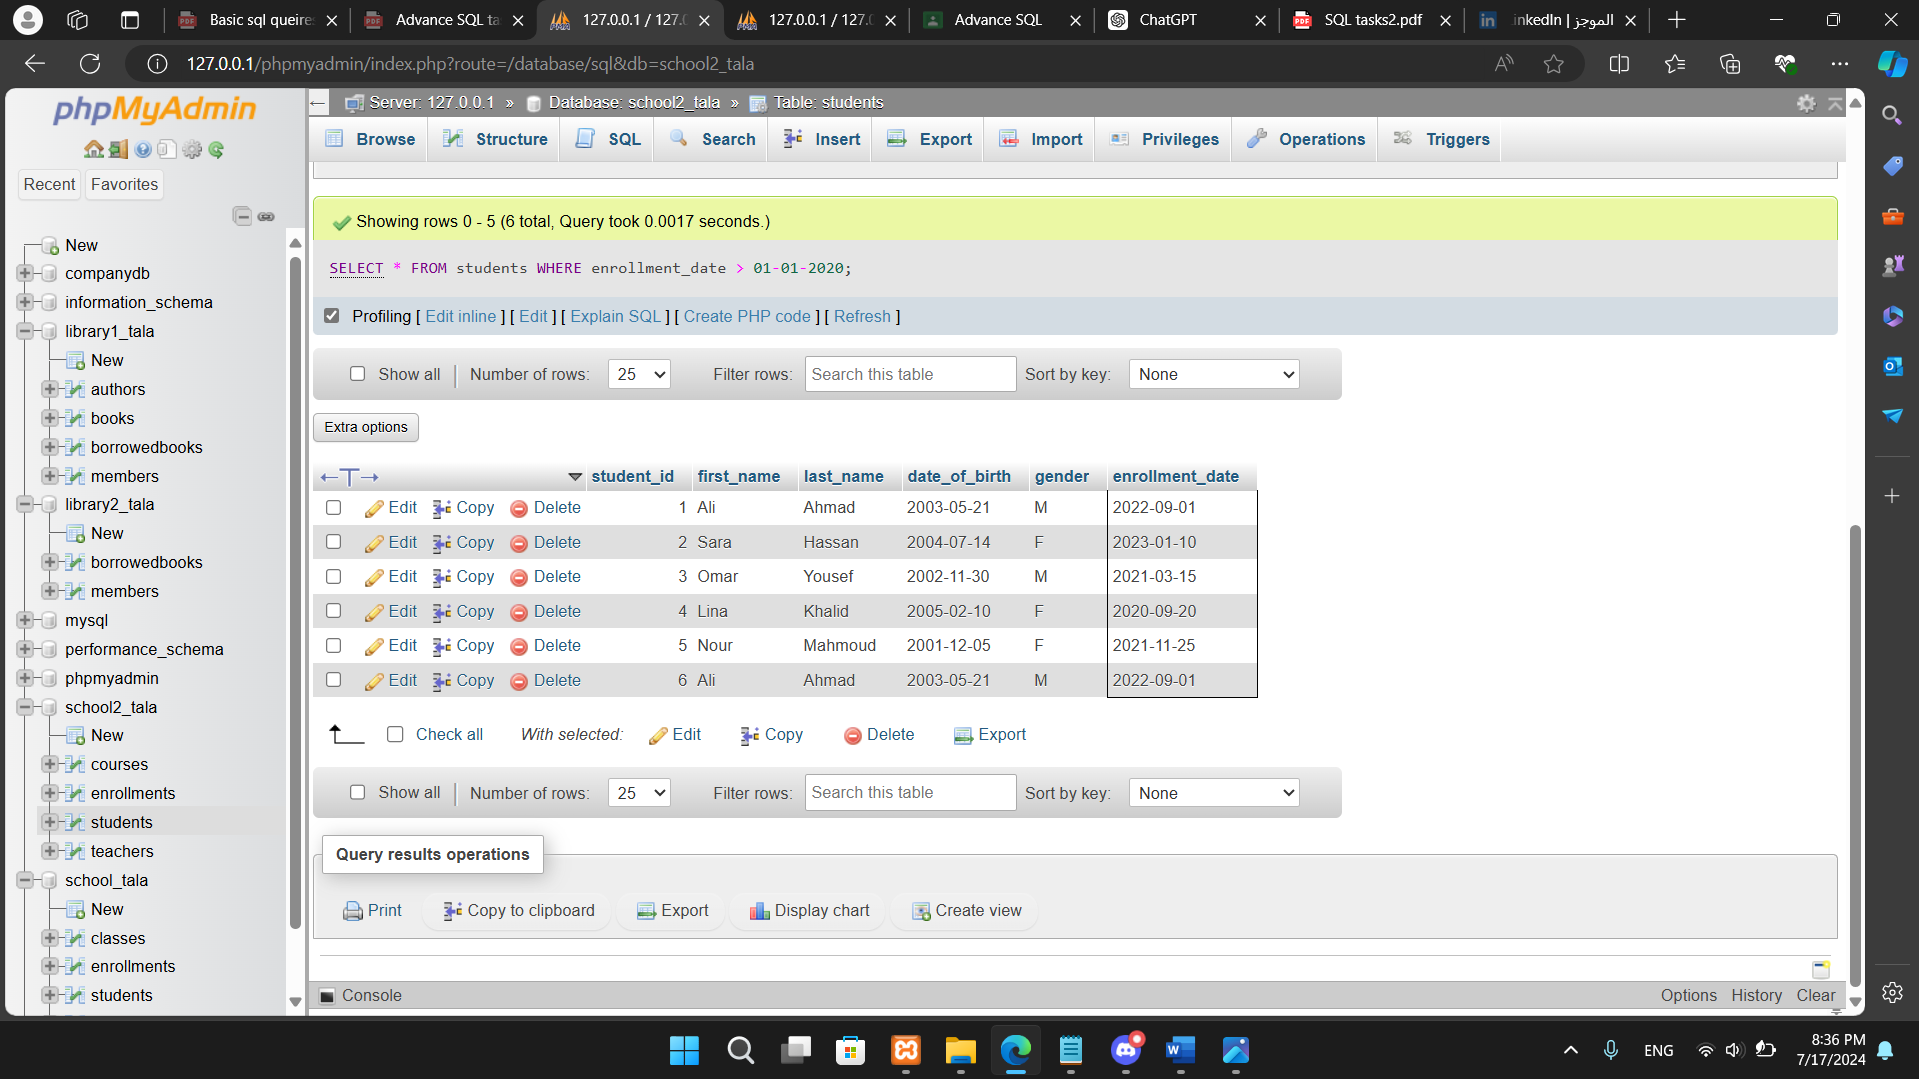 Basic sql queires
Advance SQL ta
127.0.0.1 / 127.0
127.0.0.1 / 127.
Advance SQL
ChatGPT
SQL tasks2.pdf
inkedIn | الموجز
127.0.0.1/phpmyadmin/index.php?route=/database/sql&db=school2_tala
phpMyAdmin
Recent Favorites
New
companydb
information_schema
library1_tala
New
authors
books
borrowedbooks
members
library2_tala
New
borrowedbooks
members
mysql
performance_schema
phpmyadmin
school2_tala
New
courses
enrollments
students
teachers
school_tala
New
classes
enrollments
students
Server: 127.0.0.1 » Database: school2_tala » Table: students
Browse Structure SQL Search Insert Export Import Privileges Operations Triggers
Showing rows 0 - 5 (6 total, Query took 0.0017 seconds.)
SELECT * FROM students WHERE enrollment_date > 01-01-2020;
Profiling [ Edit inline ] [ Edit ] [ Explain SQL ] [ Create PHP code ] [ Refresh ]
Show all Number of rows: 25 Filter rows: Search this table Sort by key: None
Extra options
←T→ student_id first_name last_name date_of_birth gender enrollment_date
Edit Copy Delete 1 Ali Ahmad 2003-05-21 M 2022-09-01
Edit Copy Delete 2 Sara Hassan 2004-07-14 F 2023-01-10
Edit Copy Delete 3 Omar Yousef 2002-11-30 M 2021-03-15
Edit Copy Delete 4 Lina Khalid 2005-02-10 F 2020-09-20
Edit Copy Delete 5 Nour Mahmoud 2001-12-05 F 2021-11-25
Edit Copy Delete 6 Ali Ahmad 2003-05-21 M 2022-09-01
Check all With selected: Edit Copy Delete Export
Show all Number of rows: 25 Filter rows: Search this table Sort by key: None
Query results operations
Print Copy to clipboard Export Display chart Create view
Console Options History Clear
ENG
8:36 PM
7/17/2024